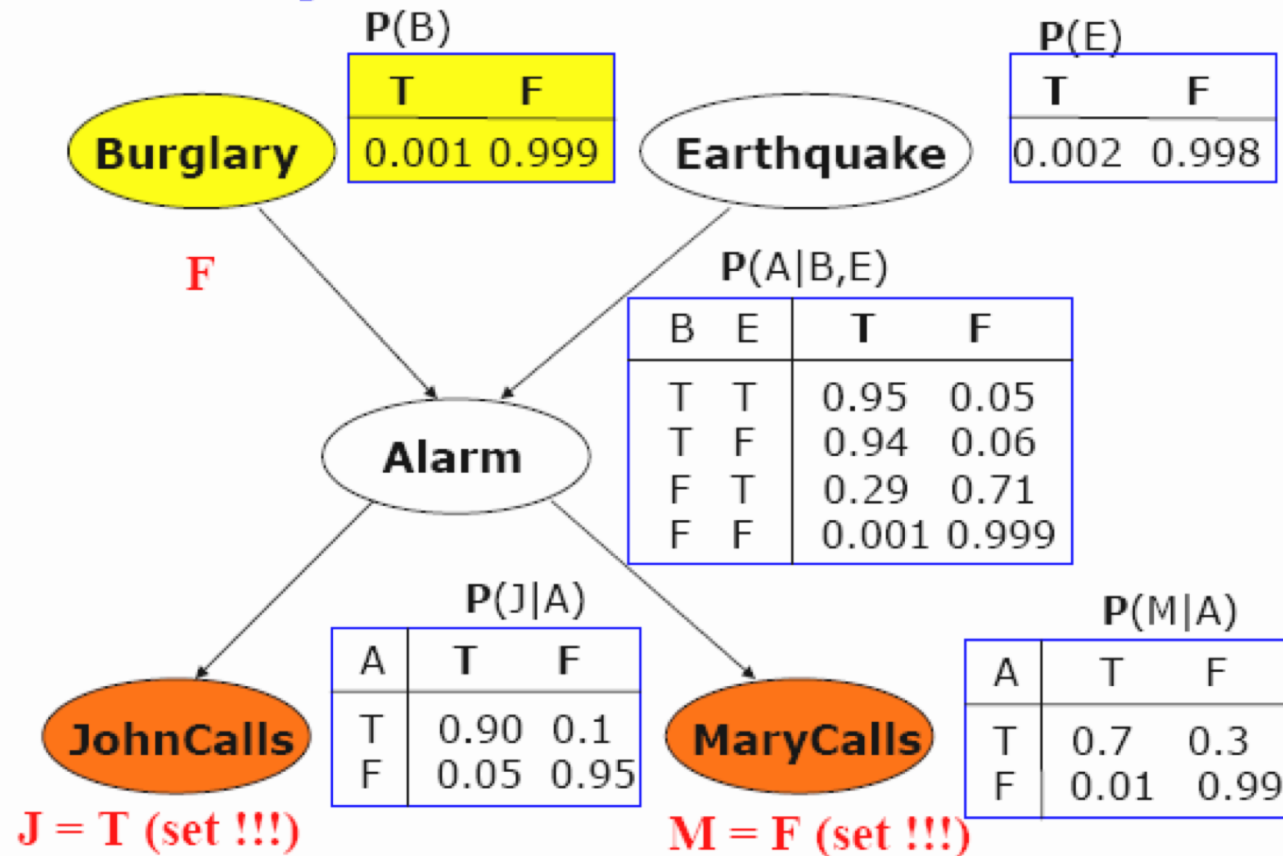 P(B)
T F
0.001 0.999
Burglary
P(E)
T F
0.002 0.998
Earthquake
F
P(A|B,E)
B E T F
T T 0.95 0.05
T F 0.94 0.06
F T 0.29 0.71
F F 0.001 0.999
Alarm
P(J|A)
A T F
T 0.90 0.1
F 0.05 0.95
P(M|A)
A T F
T 0.7 0.3
F 0.01 0.99
JohnCalls
MaryCalls
J = T (set !!!)
M = F (set !!!)